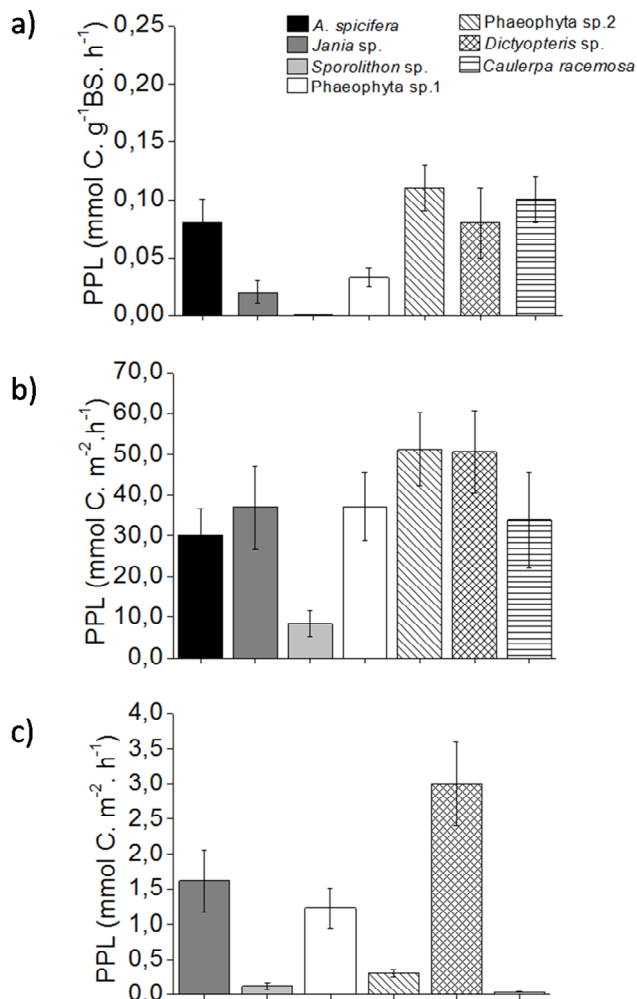 a)
A. spicifera
Jania sp.
Sporolithon sp.
Phaeophyta sp.1
Phaeophyta sp.2
Dictyopteris sp.
Caulerpa racemosa
PPL (mmol C. g⁻¹BS. h⁻¹)
0,25
0,20
0,15
0,10
0,05
0,00
b)
PPL (mmol C. m⁻².h⁻¹)
70,0
60,0
50,0
40,0
30,0
20,0
10,0
0,0
c)
PPL (mmol C. m⁻². h⁻¹)
4,0
3,5
3,0
2,5
2,0
1,5
1,0
0,5
0,0